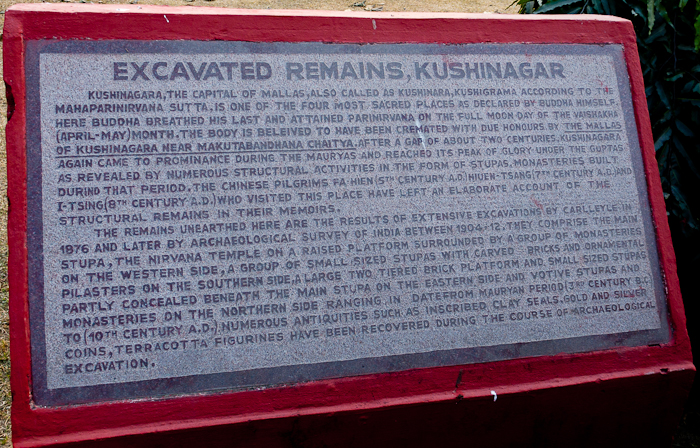 EXCAVATED REMAINS, KUSHINAGAR
KUSHINAGARA, THE CAPITAL OF MALLAS, ALSO CALLED AS KUSHINARA, KUSHIGRAMA ACCORDING TO THE
MAHAPARINIRVANA SUTTA, IS ONE OF THE FOUR MOST SACRED PLACES AS DECLARED BY BUDDHA HIMSELF.
HERE BUDDHA BREATHED HIS LAST AND ATTAINED PARINIRVANA ON THE FULL MOON DAY OF THE VAISHAKHA
(APRIL-MAY) MONTH. THE BODY IS BELEIVED TO HAVE BEEN CREMATED WITH DUE HONOURS BY THE MALLAS
OF KUSHINAGARA NEAR MAKUTABANDHANA CHAITYA. AFTER A GAP OF ABOUT TWO CENTURIES, KUSHINAGARA
AGAIN CAME TO PROMINANCE DURING THE MAURYAS AND REACHED ITS PEAK OF GLORY UNDER THE GUPTAS
AS REVEALED BY NUMEROUS STRUCTURAL ACTIVITIES IN THE FORM OF STUPAS, MONASTERIES BUILT
DURING THAT PERIOD. THE CHINESE PILGRIMS FA HIEN (5TH CENTURY A.D.) HIUEN-TSANG (7TH CENTURY A.D.) AND
I-TSING (8TH CENTURY A.D.) WHO VISITED THIS PLACE HAVE LEFT AN ELABORATE ACCOUNT OF THE
STRUCTURAL REMAINS IN THEIR MEMOIRS.
THE REMAINS UNEARTHED HERE ARE THE RESULTS OF EXTENSIVE EXCAVATIONS BY CARLLEYLE IN
1876 AND LATER BY ARCHAEOLOGICAL SURVEY OF INDIA BETWEEN 1904-12. THEY COMPRISE THE MAIN
STUPA, THE NIRVANA TEMPLE ON A RAISED PLATFORM SURROUNDED BY A GROUP OF MONASTERIES
ON THE WESTERN SIDE, A GROUP OF SMALL SIZED STUPAS WITH CARVED - BRICKS AND ORNAMENTAL
PILASTERS ON THE SOUTHERN SIDE, A LARGE TWO TIERED BRICK PLATFORM AND SMALL SIZED STUPAS
PARTLY CONCEALED BENEATH THE MAIN STUPA ON THE EASTERN SIDE AND VOTIVE STUPAS AND
MONASTERIES ON THE NORTHERN SIDE RANGING IN DATE FROM MAURYAN PERIOD (3RD CENTURY B.C.)
TO (10TH CENTURY A.D.). NUMEROUS ANTIQUITIES SUCH AS INSCRIBED CLAY SEALS, GOLD AND SILVER
COINS, TERRACOTTA FIGURINES HAVE BEEN RECOVERED DURING THE COURSE OF ARCHAEOLOGICAL
EXCAVATION.